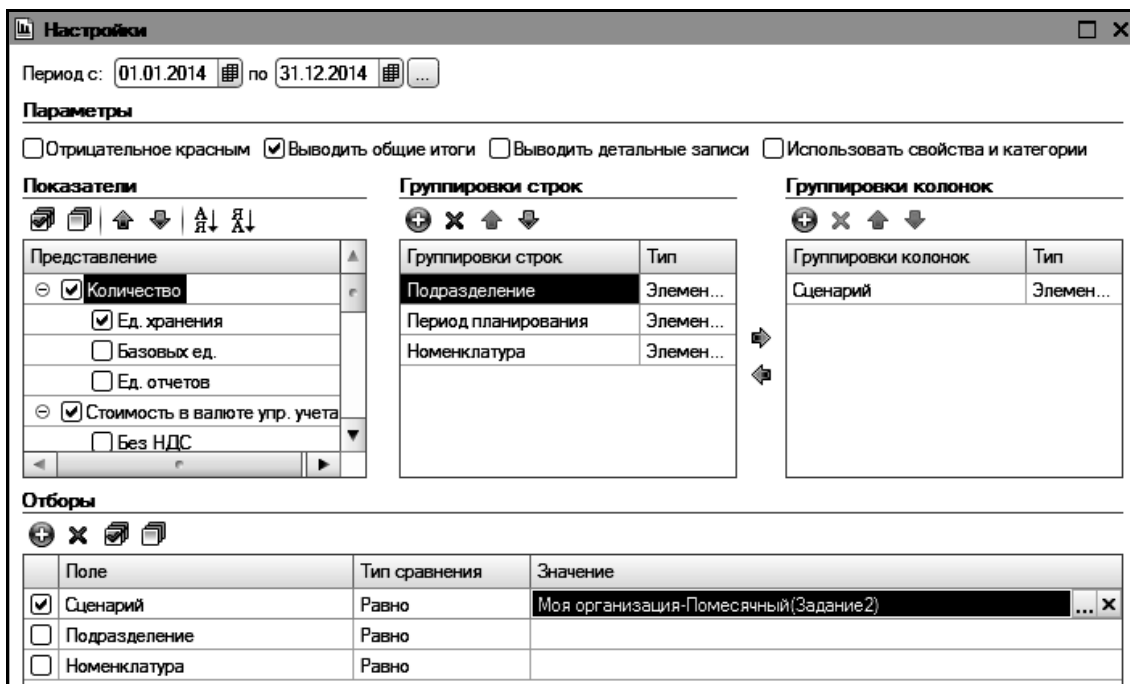 Настройки
Период с: 01.01.2014 по 31.12.2014 ...
Параметры
Отрицательное красным Выводить общие итоги Выводить детальные записи Использовать свойства и категории
Показатели Группировки строк Группировки колонок
Представление Группировки строк Тип Группировки колонок Тип
Количество Подразделение Элемен... Сценарий Элемен...
Ед. хранения Период планирования Элемен...
Базовых ед. Номенклатура Элемен...
Ед. отчетов
Стоимость в валюте упр. учета
Без НДС
Отборы
Поле Тип сравнения Значение
Сценарий Равно Моя организация-Помесячный(Задание2) ...
Подразделение Равно
Номенклатура Равно